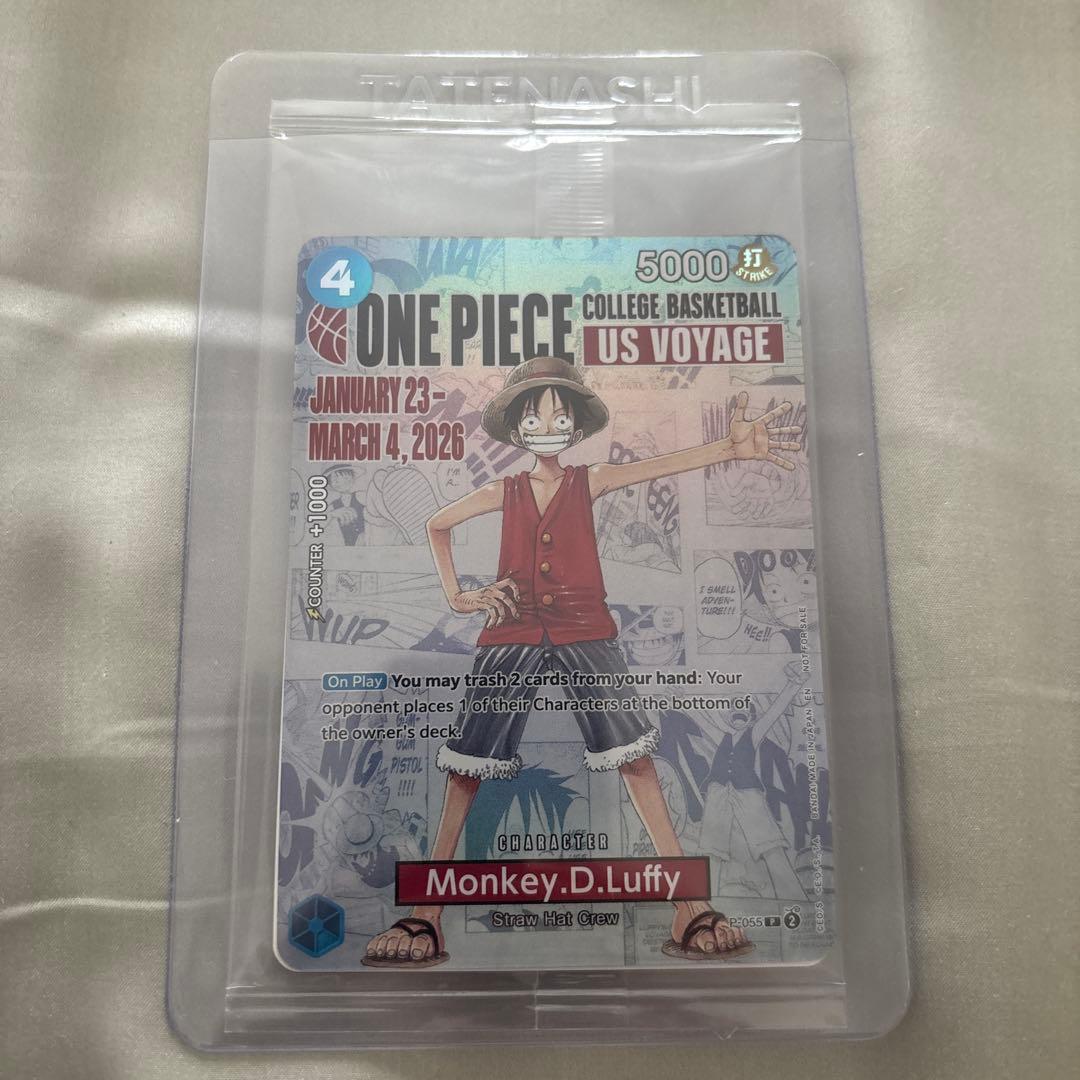 TATENASHI
4
5000
打
STRIKE
ONE PIECE
COLLEGE BASKETBALL
US VOYAGE
JANUARY 23 –
MARCH 4, 2026
COUNTER +1000
I SMELL
ADVEN-
TURE!!!
HEE!!
WUP
On Play You may trash 2 cards from your hand: Your
opponent places 1 of their Characters at the bottom of
the owner's deck.
PISTOL
!!!!
CHARACTER
Monkey.D.Luffy
Straw Hat Crew
P-055 P 2
©E.O./S. ©E.O./S.,T.A. BANDAI MADE IN JAPAN EN NOT FOR SALE